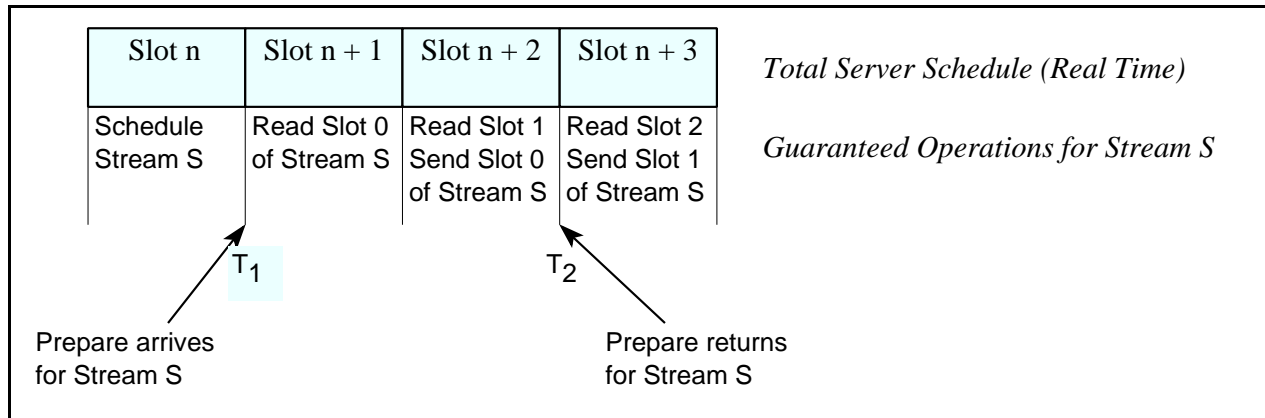 Slot n
Slot n + 1
Slot n + 2
Slot n + 3
Total Server Schedule (Real Time)
Schedule
Stream S
Read Slot 0
of Stream S
Read Slot 1
Send Slot 0
of Stream S
Read Slot 2
Send Slot 1
of Stream S
Guaranteed Operations for Stream S
T1
T2
Prepare arrives
for Stream S
Prepare returns
for Stream S